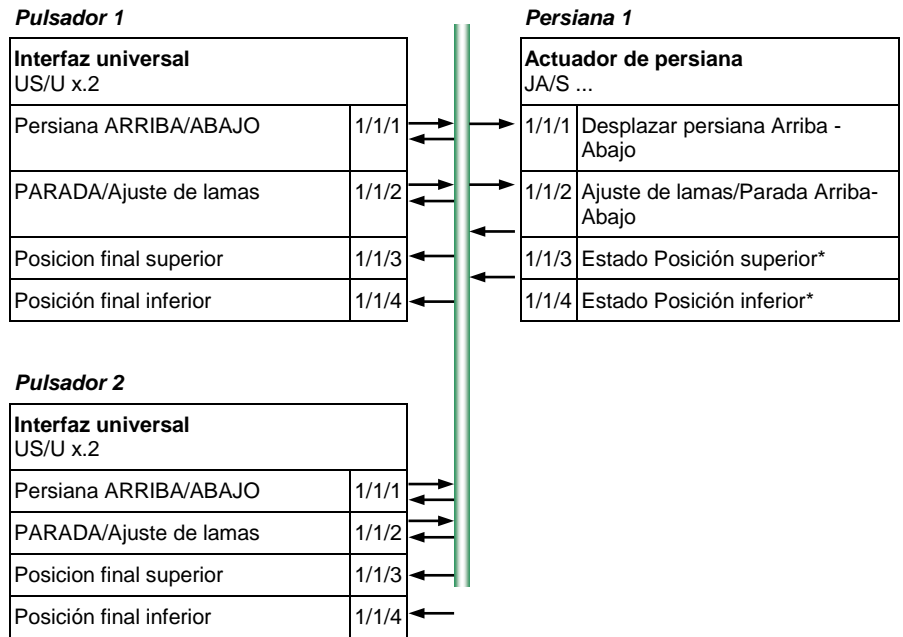 Pulsador 1
Interfaz universal
US/U x.2
Persiana ARRIBA/ABAJO 1/1/1
PARADA/Ajuste de lamas 1/1/2
Posicion final superior 1/1/3
Posición final inferior 1/1/4
Persiana 1
Actuador de persiana
JA/S ...
1/1/1 Desplazar persiana Arriba -
Abajo
1/1/2 Ajuste de lamas/Parada Arriba-
Abajo
1/1/3 Estado Posición superior*
1/1/4 Estado Posición inferior*
Pulsador 2
Interfaz universal
US/U x.2
Persiana ARRIBA/ABAJO 1/1/1
PARADA/Ajuste de lamas 1/1/2
Posicion final superior 1/1/3
Posición final inferior 1/1/4